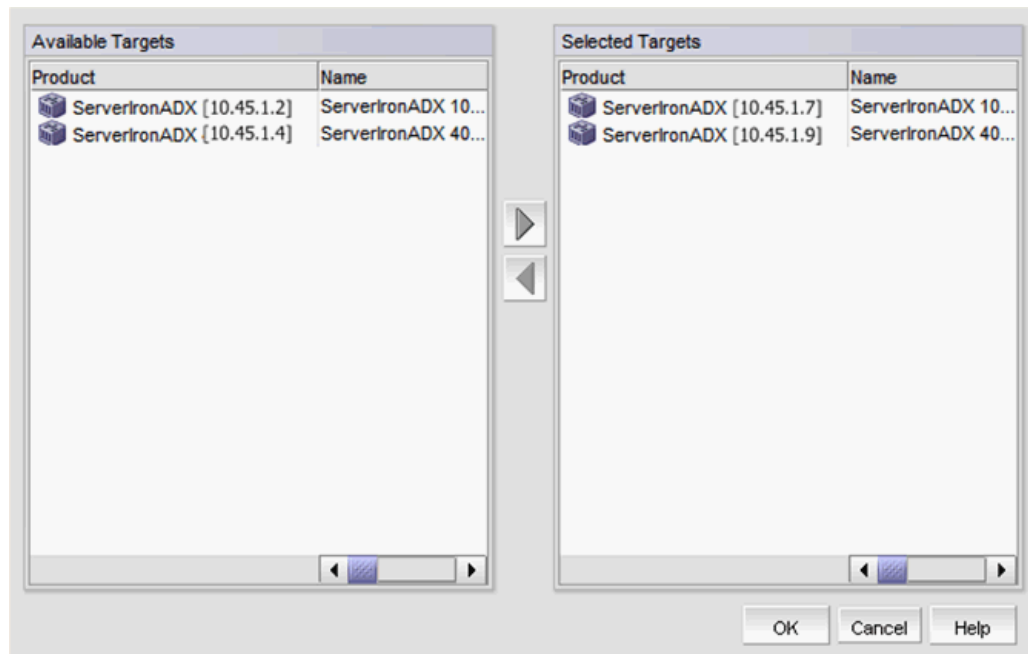 Available Targets
Product Name
ServerIronADX [10.45.1.2] ServerIronADX 10...
ServerIronADX [10.45.1.4] ServerIronADX 40...
Selected Targets
Product Name
ServerIronADX [10.45.1.7] ServerIronADX 10...
ServerIronADX [10.45.1.9] ServerIronADX 40...
OK Cancel Help